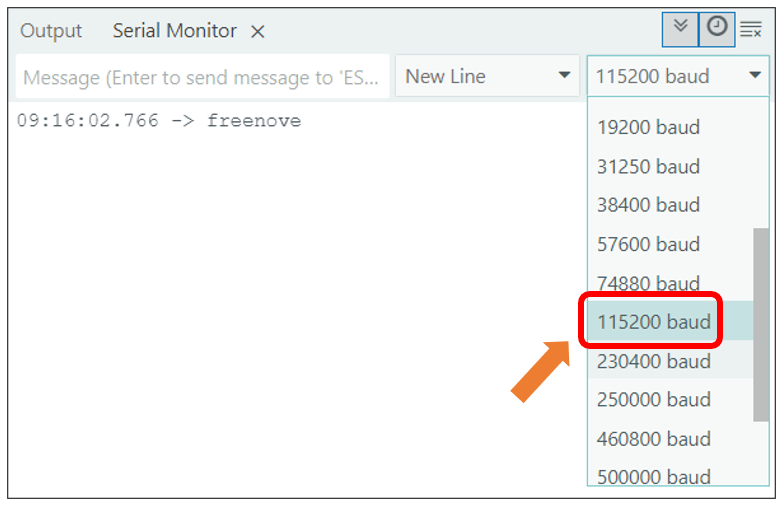 Output Serial Monitor
Message (Enter to send message to 'ES... New Line 115200 baud
09:16:02.766 -> freenove
19200 baud
31250 baud
38400 baud
57600 baud
74880 baud
115200 baud
230400 baud
250000 baud
460800 baud
500000 baud